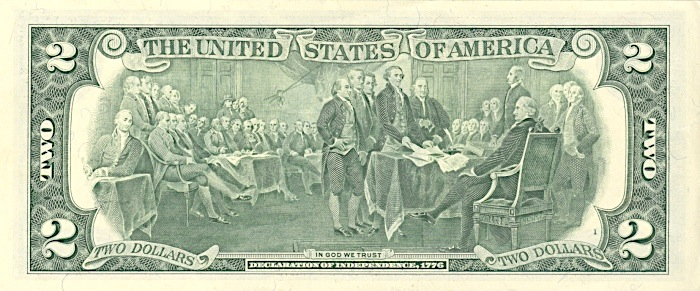 2 THE UNITED STATES OF AMERICA 2
TWO TWO
2 TWO DOLLARS IN GOD WE TRUST TWO DOLLARS 2
DECLARATION OF INDEPENDENCE, 1776
1